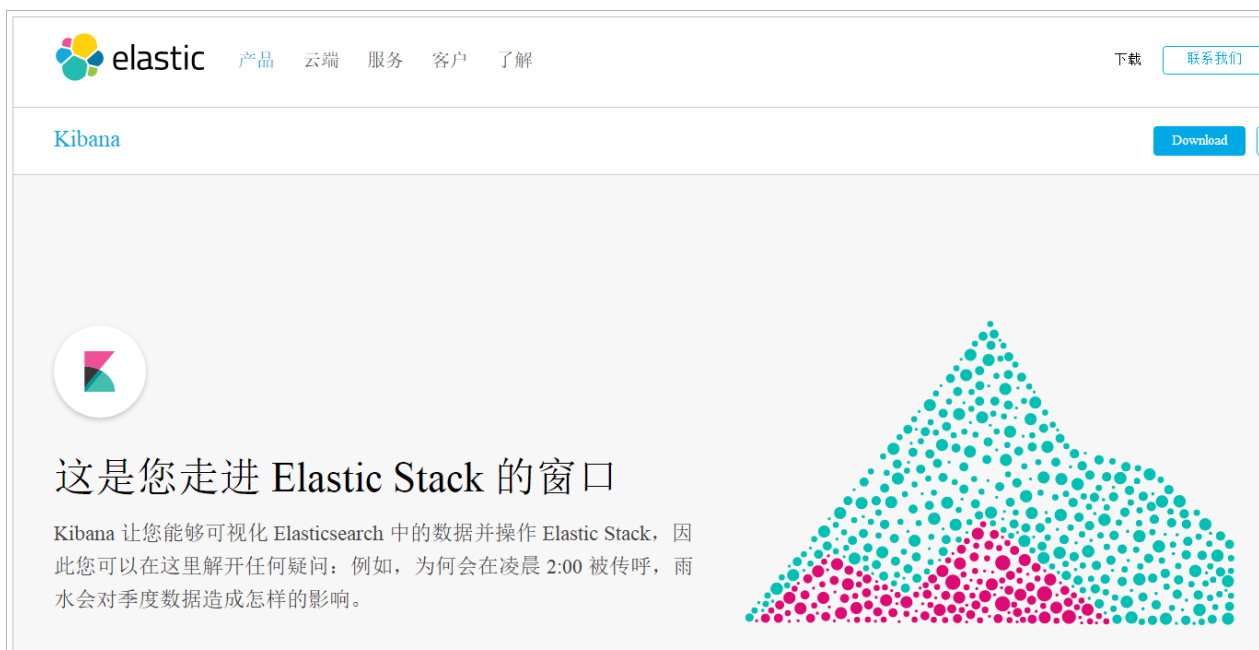 elastic 产品 云端 服务 客户 了解 下载 联系我们
Kibana Download
这是您走进 Elastic Stack 的窗口
Kibana 让您能够可视化 Elasticsearch 中的数据并操作 Elastic Stack，因
此您可以在这里解开任何疑问：例如，为何会在凌晨 2:00 被传呼，雨
水会对季度数据造成怎样的影响。